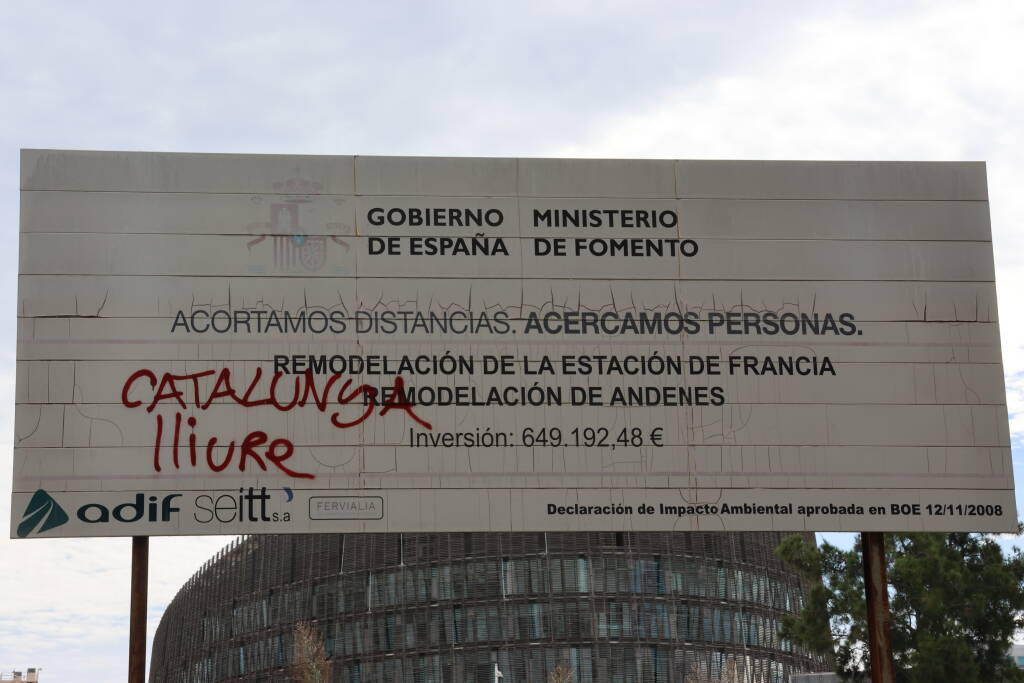 GOBIERNO DE ESPAÑA
MINISTERIO DE FOMENTO
ACORTAMOS DISTANCIAS. ACERCAMOS PERSONAS.
REMODELACIÓN DE LA ESTACIÓN DE FRANCIA
REMODELACIÓN DE ANDENES
Inversión: 649.192,48 €
CATALUNYA
lliuRe
adif seitt s.a FERVIALIA
Declaración de Impacto Ambiental aprobada en BOE 12/11/2008